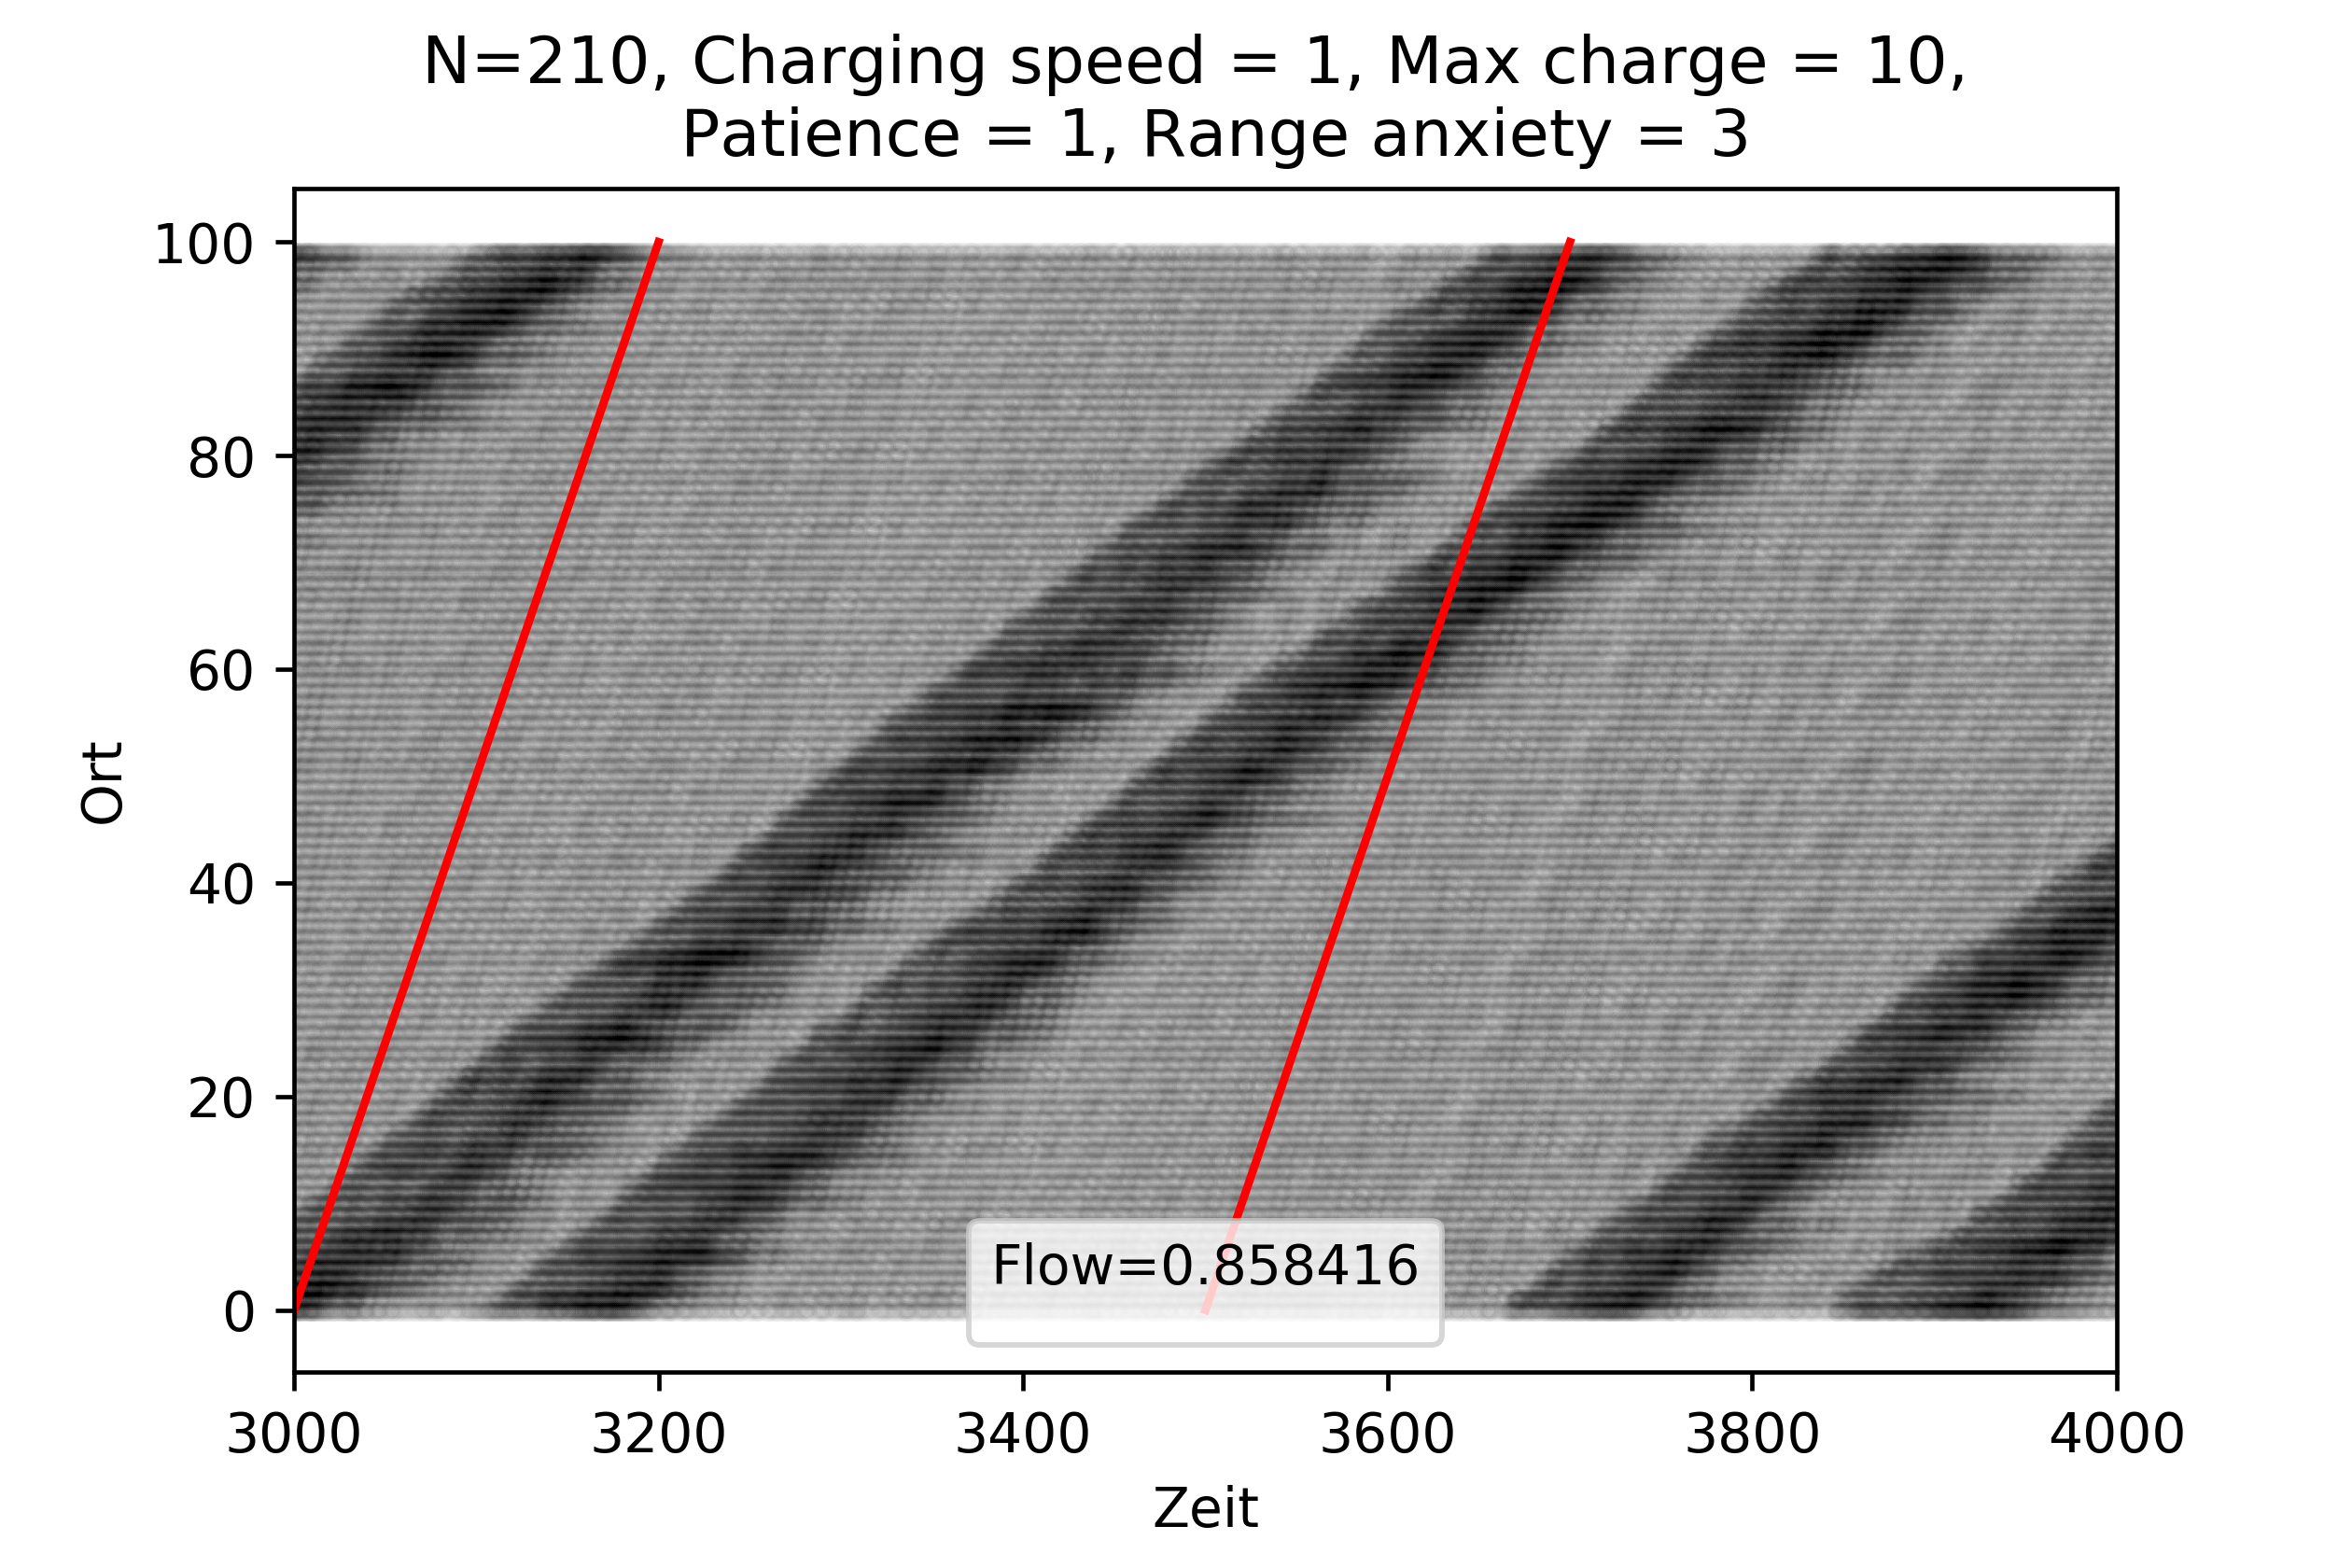 N=210, Charging speed = 1, Max charge = 10,
Patience = 1, Range anxiety = 3
100
80
60
40
20
0
Ort
Flow=0.858416
3000 3200 3400 3600 3800 4000
Zeit